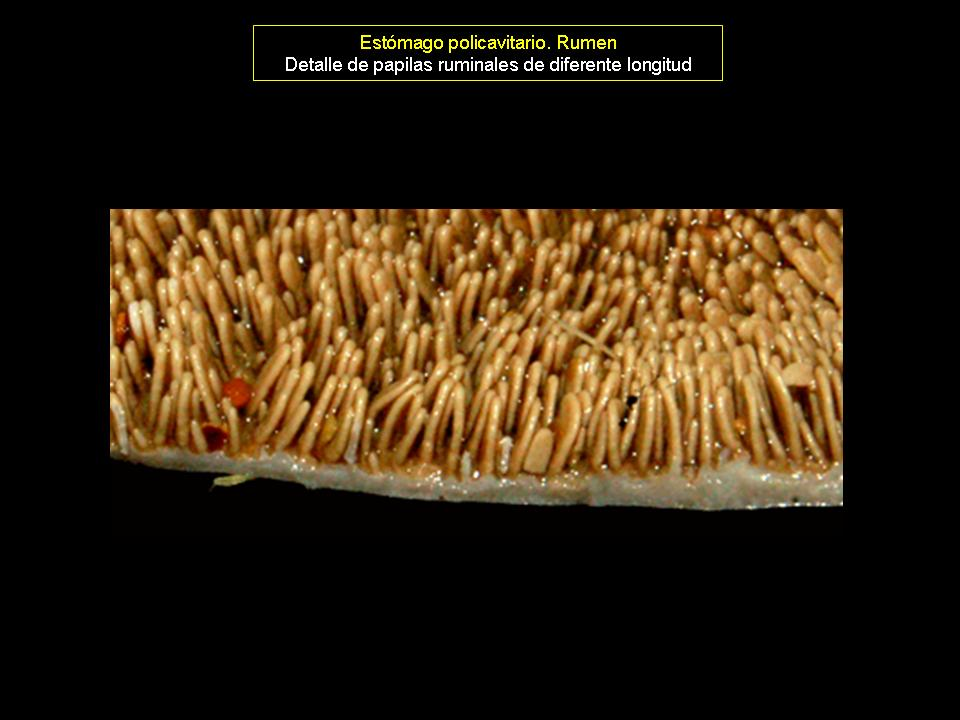 Estómago policavitario. Rumen
Detalle de papilas ruminales de diferente longitud